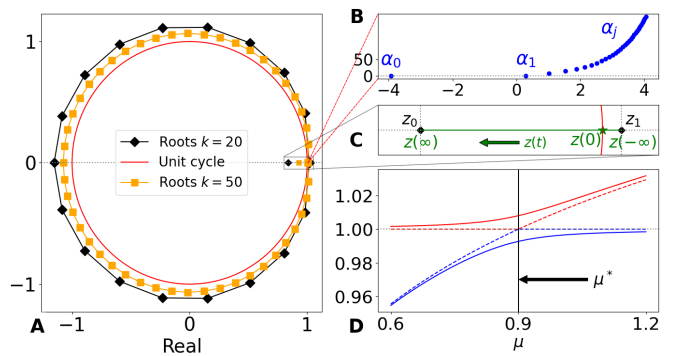 1
0
−1
−1
0
1
Real
A
Roots k = 20
Unit cycle
Roots k = 50
B
α₀
α₁
αⱼ
50
0
−4
−2
0
2
4
C
z₀
z₁
z(∞)
z(t)
z(0)
z(−∞)
1.02
1.00
0.98
0.96
μ*
D
0.6
0.9
1.2
μ